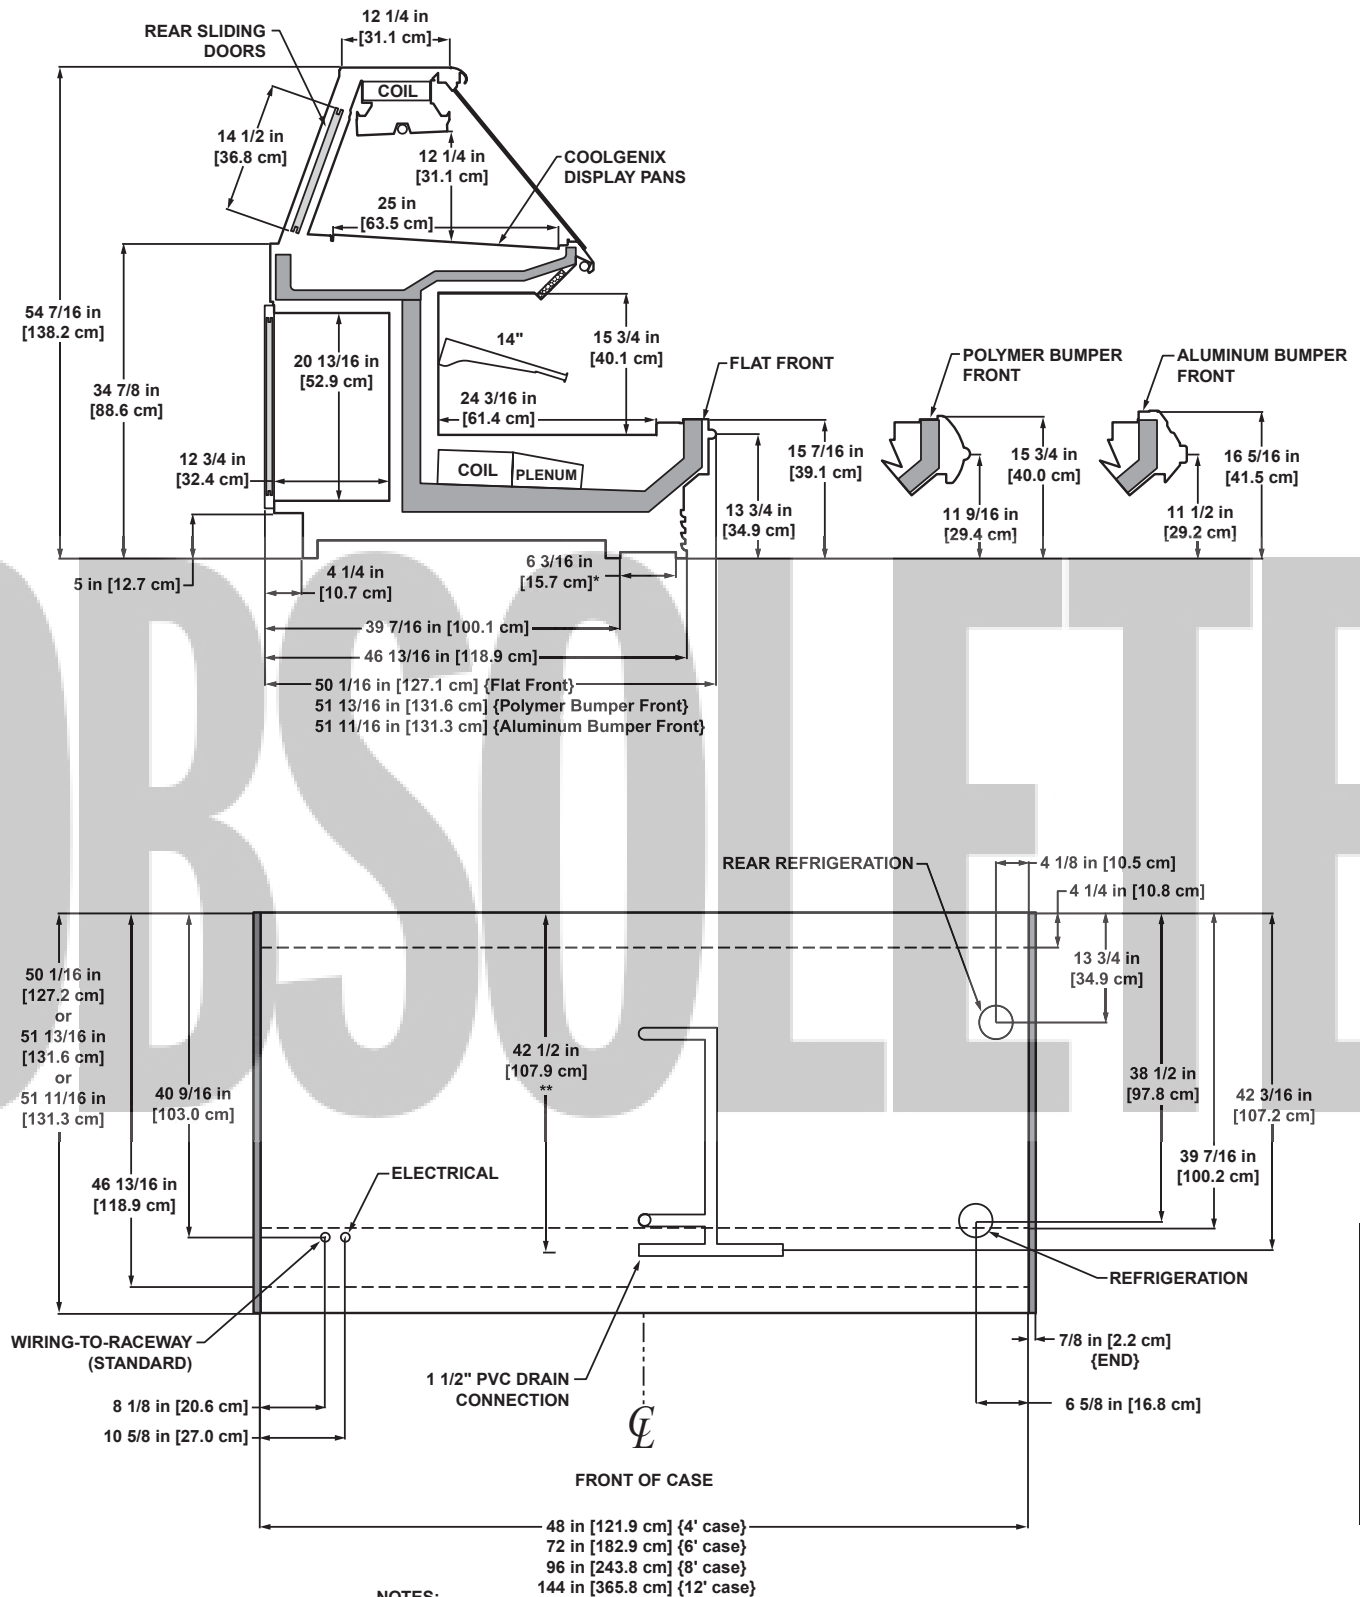 12 1/4 in
[31.1 cm]
REAR SLIDING
DOORS
COIL
14 1/2 in
[36.8 cm]
12 1/4 in
[31.1 cm]
COOLGENIX
DISPLAY PANS
25 in
[63.5 cm]
54 7/16 in
[138.2 cm]
34 7/8 in
[88.6 cm]
20 13/16 in
[52.9 cm]
14"
15 3/4 in
[40.1 cm]
24 3/16 in
[61.4 cm]
FLAT FRONT
POLYMER BUMPER
FRONT
ALUMINUM BUMPER
FRONT
12 3/4 in
[32.4 cm]
COIL
PLENUM
15 7/16 in
[39.1 cm]
13 3/4 in
[34.9 cm]
15 3/4 in
[40.0 cm]
11 9/16 in
[29.4 cm]
16 5/16 in
[41.5 cm]
11 1/2 in
[29.2 cm]
5 in [12.7 cm]
4 1/4 in
[10.7 cm]
6 3/16 in
[15.7 cm]*
39 7/16 in [100.1 cm]
46 13/16 in [118.9 cm]
50 1/16 in [127.1 cm] {Flat Front}
51 13/16 in [131.6 cm] {Polymer Bumper Front}
51 11/16 in [131.3 cm] {Aluminum Bumper Front}
OBSOLETE
REAR REFRIGERATION
4 1/8 in [10.5 cm]
4 1/4 in [10.8 cm]
13 3/4 in
[34.9 cm]
50 1/16 in
[127.2 cm]
or
51 13/16 in
[131.6 cm]
or
51 11/16 in
[131.3 cm]
40 9/16 in
[103.0 cm]
46 13/16 in
[118.9 cm]
42 1/2 in
[107.9 cm]
**
38 1/2 in
[97.8 cm]
42 3/16 in
[107.2 cm]
39 7/16 in
[100.2 cm]
ELECTRICAL
REFRIGERATION
WIRING-TO-RACEWAY
(STANDARD)
1 1/2" PVC DRAIN
CONNECTION
7/8 in [2.2 cm]
{END}
8 1/8 in [20.6 cm]
10 5/8 in [27.0 cm]
6 5/8 in [16.8 cm]
CL
FRONT OF CASE
48 in [121.9 cm] {4' case}
72 in [182.9 cm] {6' case}
96 in [243.8 cm] {8' case}
144 in [365.8 cm] {12' case}
NOTES: